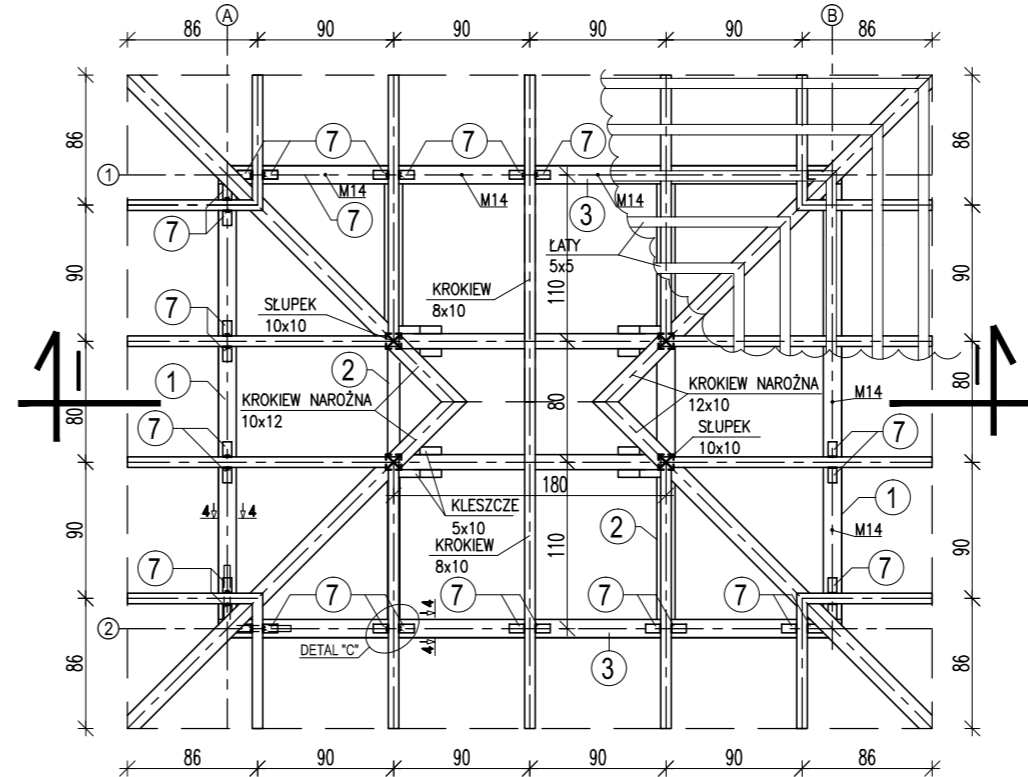 A B
86 90 90 90 90 86
86 86
1
7 7 7
M14 M14 M14
7 3
7
ŁATY
5x5
90 90
110
KROKIEW
8x10
7
SŁUPEK
10x10
2
1
KROKIEW NAROŻNA
10x12
KROKIEW NAROŻNA
12x10
80 80 80
M14
SŁUPEK
10x10
7 7
180
KLESZCZE
5x10
KROKIEW
8x10
4 4
2
1
M14
90 90
110
7 7
7 7 7 7
4
4
2
DETAL "C"
3
86 86
86 90 90 90 90 86